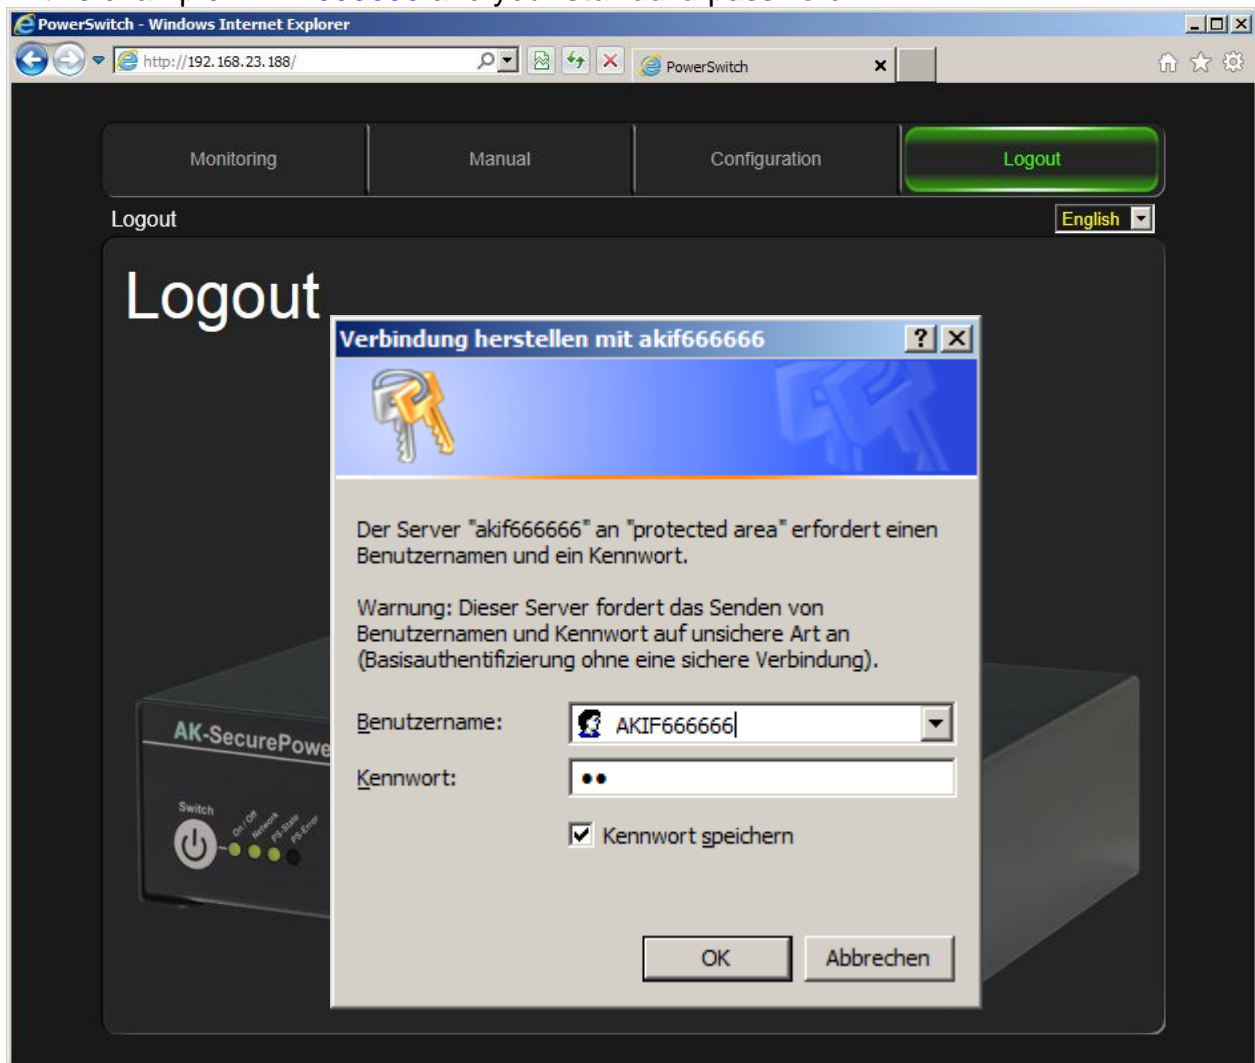 PowerSwitch - Windows Internet Explorer
http://192.168.23.188/
PowerSwitch
Monitoring
Manual
Configuration
Logout
Logout
English
Logout
Verbindung herstellen mit akif666666
Der Server "akif666666" an "protected area" erfordert einen
Benutzernamen und ein Kennwort.
Warnung: Dieser Server fordert das Senden von
Benutzernamen und Kennwort auf unsichere Art an
(Basisauthentifizierung ohne eine sichere Verbindung).
Benutzername:
AKIF666666
Kennwort:
••
Kennwort speichern
OK
Abbrechen
AK-SecurePowe
Switch
On / Off
Network
PS-State
PS-Error